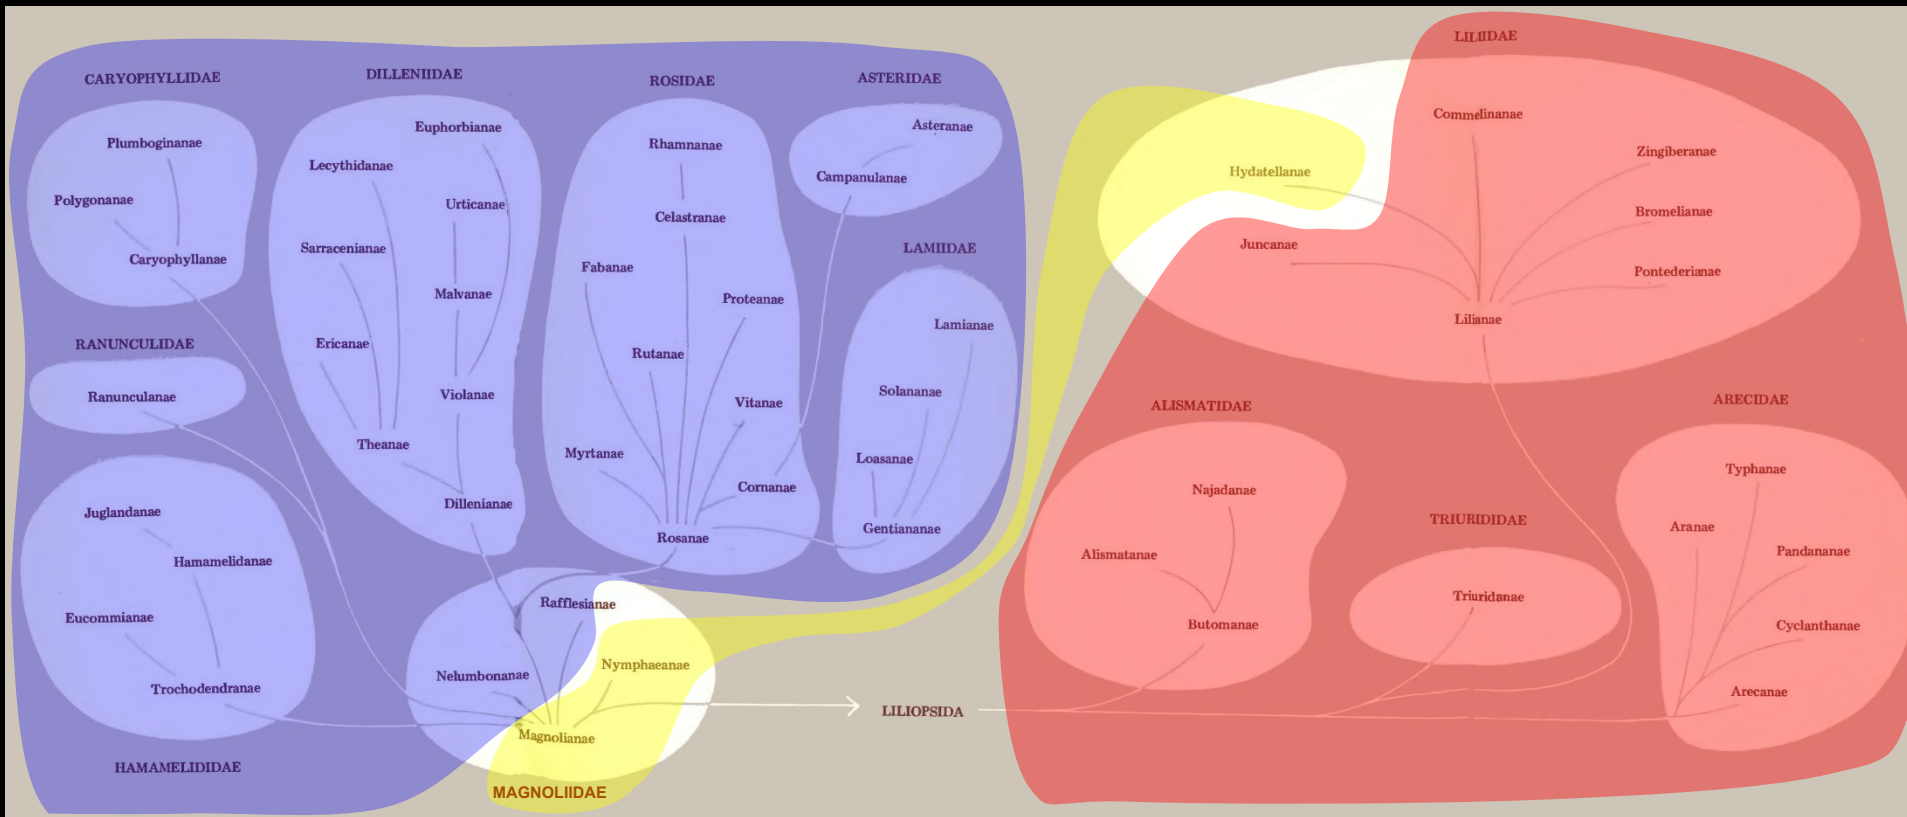 CARYOPHYLLIDAE
Plumboginanae
Polygonanae
Caryophyllanae
RANUNCULIDAE
Ranunculanae
Juglandanae
Hamamelidanae
Eucommianae
Trochodendranae
HAMAMELIDIDAE
DILLENIIDAE
Euphorbianae
Lecythidanae
Urticanae
Sarracenianae
Malvanae
Ericanae
Violanae
Theanae
Dillenianae
ROSIDAE
Rhamnanae
Celastranae
Fabanae
Proteanae
Rutanae
Vitanae
Myrtanae
Cornanae
Rosanae
ASTERIDAE
Asteranae
Campanulanae
LAMIIDAE
Lamianae
Solananae
Loasanae
Gentiananae
Rafflesianae
Nymphaeanae
Nelumbonanae
Magnolianae
MAGNOLIIDAE
LILIOPSIDA
LILIIDAE
Commelinanae
Hydatellanae
Zingiberanae
Bromelianae
Juncanae
Pontederianae
Lilianae
ALISMATIDAE
Najadanae
Alismatanae
Butomanae
TRIURIDIDAE
Triuridanae
ARECIDAE
Typhanae
Aranae
Pandananae
Cyclanthanae
Arecanae